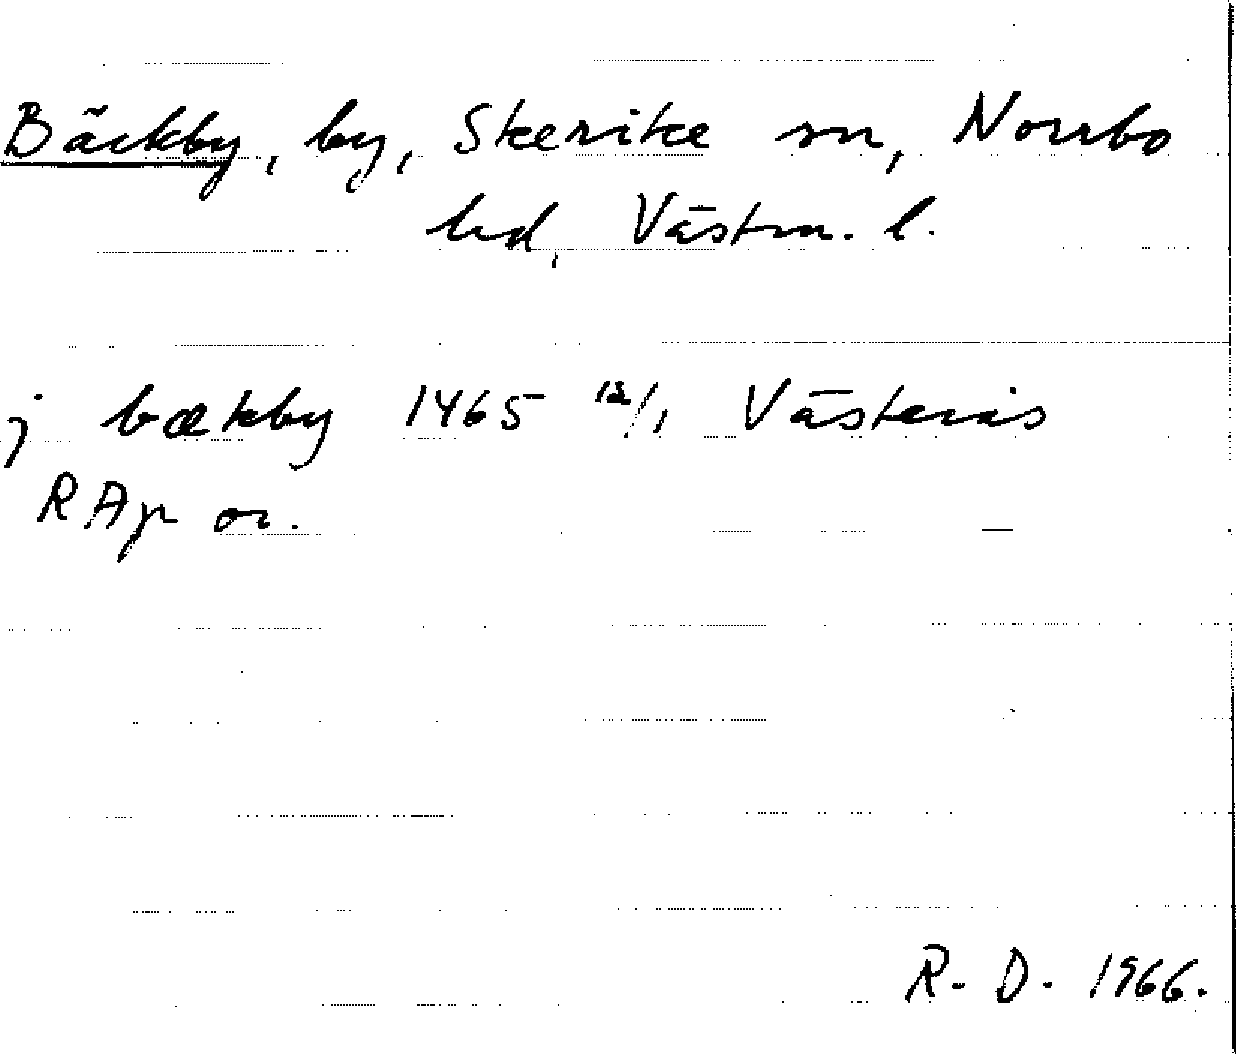 Bäckby, by, Skerike sn, Norrbo
hd, Västm. l.
j bækby 1465 12/1 Västerås
RAp or.
R. D. 1966.